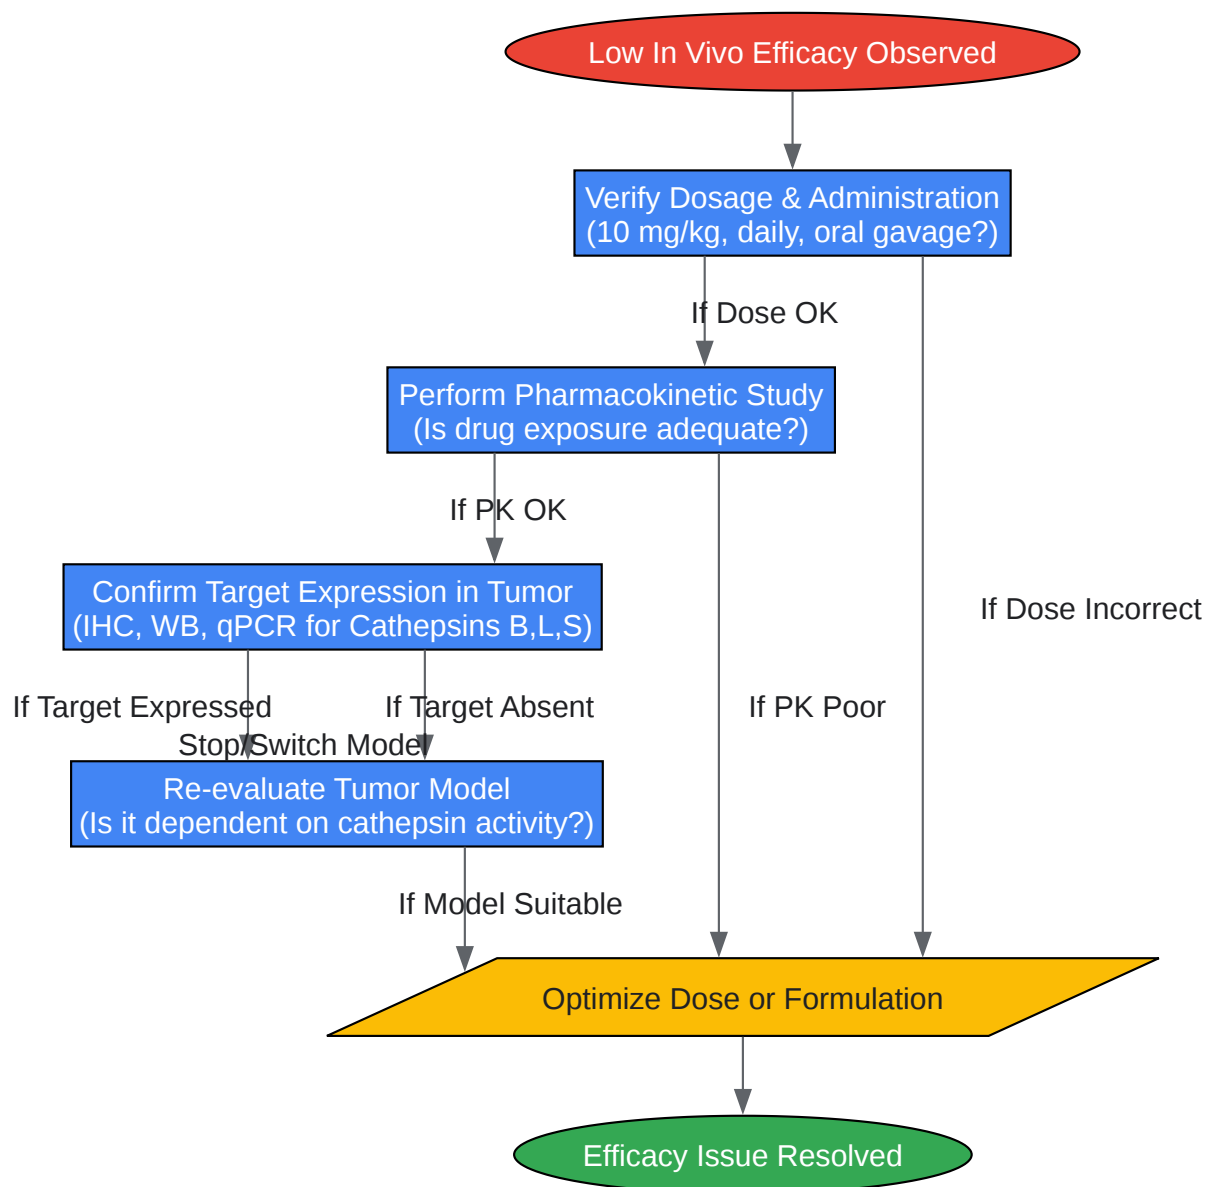 Low In Vivo Efficacy Observed
Verify Dosage & Administration
(10 mg/kg, daily, oral gavage?)
If Dose OK
Perform Pharmacokinetic Study
(Is drug exposure adequate?)
If PK OK
Confirm Target Expression in Tumor
(IHC, WB, qPCR for Cathepsins B,L,S)
If Dose Incorrect
If Target Expressed
If Target Absent
If PK Poor
Stop/Switch Model
Re-evaluate Tumor Model
(Is it dependent on cathepsin activity?)
If Model Suitable
Optimize Dose or Formulation
Efficacy Issue Resolved